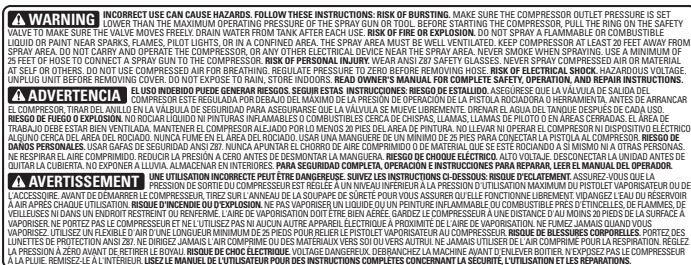 ⚠ WARNING INCORRECT USE CAN CAUSE HAZARDS. FOLLOW THESE INSTRUCTIONS: RISK OF BURSTING. MAKE SURE THE COMPRESSOR OUTLET PRESSURE IS SET
LOWER THAN THE MAXIMUM OPERATING PRESSURE OF THE SPRAY GUN OR TOOL. BEFORE STARTING THE COMPRESSOR, PULL THE RING ON THE SAFETY
VALVE TO MAKE SURE THE VALVE MOVES FREELY. DRAIN WATER FROM TANK AFTER EACH USE. RISK OF FIRE OR EXPLOSION. DO NOT SPRAY A FLAMMABLE OR COMBUSTIBLE
LIQUID OR PAINT NEAR SPARKS, FLAMES, PILOT LIGHTS, OR IN A CONFINED AREA. THE SPRAY AREA MUST BE WELL VENTILATED. KEEP COMPRESSOR AT LEAST 20 FEET AWAY FROM
SPRAY AREA. DO NOT CARRY AND OPERATE THE COMPRESSOR, OR ANY OTHER ELECTRICAL DEVICE NEAR THE SPRAY AREA. NEVER SMOKE WHEN SPRAYING. USE A MINIMUM OF
25 FEET OF HOSE TO CONNECT A SPRAY GUN TO THE COMPRESSOR. RISK OF PERSONAL INJURY. WEAR ANSI Z87 SAFETY GLASSES. NEVER SPRAY COMPRESSED AIR OR MATERIAL
AT SELF OR OTHERS. DO NOT USE COMPRESSED AIR FOR BREATHING. REGULATE PRESSURE TO ZERO BEFORE REMOVING HOSE. RISK OF ELECTRICAL SHOCK. HAZARDOUS VOLTAGE.
UNPLUG UNIT BEFORE REMOVING COVER. DO NOT EXPOSE TO RAIN, STORE INDOORS. READ OWNER'S MANUAL FOR COMPLETE SAFETY, OPERATION, AND REPAIR INSTRUCTIONS.
⚠ ADVERTENCIA EL USO INDEBIDO PUEDE GENERAR RIESGOS. SEGUIR ESTAS INSTRUCCIONES: RIESGO DE ESTALLIDO. ASEGÚRESE QUE LA VÁLVULA DE SALIDA DEL
COMPRESOR ESTÉ REGULADA POR DEBAJO DEL MÁXIMO DE LA PRESIÓN DE OPERACIÓN DE LA PISTOLA ROCIADORA O HERRAMIENTA. ANTES DE ARRANCAR
EL COMPRESOR, TIRAR DEL ANILLO EN LA VÁLBULA DE SEGURIDAD PARA ASEGURARSE QUE LA VÁLVULA SE MUEVE LIBREMENTE. DRENAR EL AGUA DEL TANQUE DESPUÉS DE CADA USO.
RIESGO DE FUEGO O EXPLOSIÓN. NO ROCIAR LÍQUIDO NI PINTURAS INFLAMABLES O COMBUSTIBLES CERCA DE CHISPAS, LLAMAS, LLAMAS DE PILOTO O EN ÁREAS CERRADAS. EL ÁREA DE
TRABAJO DEBE ESTAR BIEN VENTILADA. MANTENER EL COMPRESOR ALEJADO POR LO MENOS 20 PIES DEL ÁREA DE PINTURA. NO LLEVAR NI OPERAR EL COMPRESOR NI DISPOSITIVO ELÉCTRICO
ALGUNO CERCA DEL ÁREA DEL ROCIADO. NUNCA FUME EN EL ÁREA DEL ROCIADO. USAR UNA MANGUERE DE UN MÍNIMO DE 25 PIES PARA CONECTAR LA PISTOLA AL COMPRESOR. RIESGO DE
DAÑOS PERSONALES. USAR GAFAS DE SEGURIDAD ANSI Z87. NUNCA APUNTAR EL CHORRO DE AIRE COMPRIMIDO O DE MATERIAL QUE SE ESTÉ ROCIANDO A SÍ MISMO NI A OTRAS PERSONAS.
NE RESPIRAR EL AIRE COMPRIMIDO. REDUCIR LA PRESIÓN A CERO ANTES DE DESMONTAR LA MANGUERA. RIESGO DE CHOQUE ELÉCTRICO. ALTO VOLTAJE. DESCONECTAR LA UNIDAD ANTES DE
QUITAR LA CUBIERTA. NO EXPONER A LLUVIA. ALMACENAR EN INTERIORES. PARA SEGURIDAD COMPLETA, OPERACIÓN E INSTRUCCIONES PARA REPARAR, LEER EL MANUAL DEL OPERADOR.
⚠ AVERTISSEMENT UNE UTILISATION INCORRECTE PEUT ÊTRE DANGEREUSE. SUIVEZ LES INSTRUCTIONS CI-DESSOUS: RISQUE D'ECLATEMENT. ASSUREZ-VOUS QUE LA
PRESSION DE SORTIE DU COMPRESSEUR EST RÉGLÉE À UN NIVEAU INFÉRIEUR À LA PRESSION D'UTILISATION MAXIMUM DU PISTOLET VAPORISATEUR OU DE
L'ACCESSOIRE. AVANT DE DÉMARRER LE COMPRESSEUR, TIREZ SUR L'ANNEAU DE LA SOUPAPE DE SÛRETÉ POUR VOUS ASSURER QU'ELLE FONCTIONNE LIBREMENT. VIDANGEZ L'EAU DU RÉSERVOIR
À AIR APRÈS CHAQUE UTILISATION. RISQUE D'INCENDIE OU D'EXPLOSION. NE PAS VAPORISER UN LIQUIDE OU UN PEINTURE INFLAMMABLE OU COMBUSTIBLE PRÈS D'ÉTINCELLES, DE FLAMMES, DE
VEILLEUSES NI DANS UN ENDROIT RESTREINT OU RENFERMÉ. L'AIRE DE VAPORISATION DOIT ÊTRE BIEN AÉRÉE. GARDEZ LE COMPRESSEUR À UNE DISTANCE D'AU MOINS 20 PIEDS DE LA SURFACE À
VAPORISER. NE PORTEZ PAS LE COMPRESSEUR ET NE L'UTILISEZ PAS NI AUCUN AUTRE APPAREIL ÉLECTRIQUE À PROXIMITÉ DE L'AIRE DE VAPORISATION. NE FUMEZ JAMAIS QUAND VOUS
VAPORISEZ. UTILISEZ UN FLEXIBLE D'AIR D'UNE LONGUEUR MINIMUM DE 25 PIEDS POUR RELIER LE PISTOLET VAPORISATEUR AU COMPRESSEUR. RISQUE DE BLESSURES CORPORELLES. PORTEZ DES
LUNETTES DE PROTECTION ANSI Z87. NE DIRIGEZ JAMAIS L'AIR COMPRIMÉ OU DES MATÉRIAUX VERS SOI OU VERS AUTRUI. NE JAMAIS UTILISER DE L'AIR COMPRIMÉ POUR LA RESPIRATION. RÉGLEZ
LA PRESSION À ZÉRO AVANT DE RETIRER LE BOYAU. RISQUE DE CHOC ÉLECTRIQUE. VOLTAGE DANGEREUX. DEBRANCHEZ LA MACHINE AVANT D'ENLEVER BOITIER. N'EXPOSEZ PAS LE COMPRESSEUR
À LA PLUIE. REMISEZ-LE À L'INTÉRIEUR. LISEZ LE MANUEL DE L'UTILISATEUR POUR DES INSTRUCTIONS COMPLÈTES CONCERNANT LA SÉCURITÉ, L'UTILISATION ET LES RÉPARATIONS.